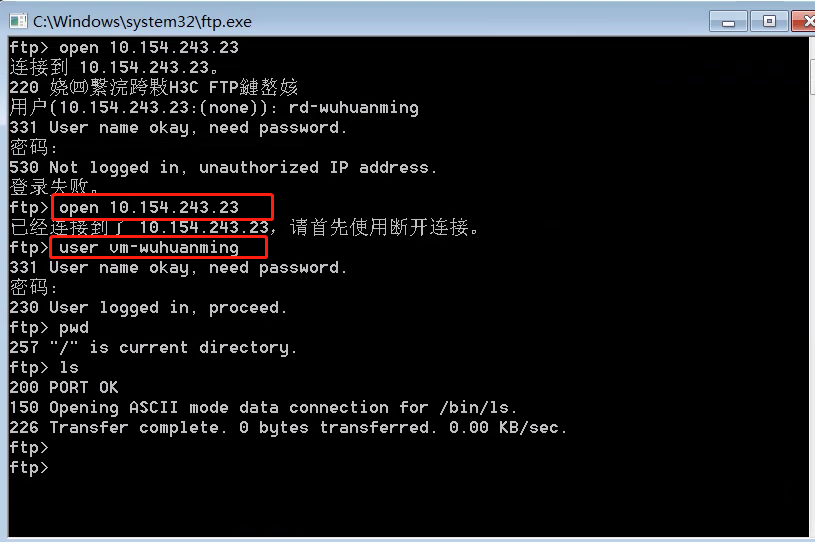 C:\Windows\system32\ftp.exe
ftp> open 10.154.243.23
连接到 10.154.243.23。
220 娆㈣繋浣跨敤H3C FTP鏈嶅姟
用户(10.154.243.23:(none)): rd-wuhuanming
331 User name okay, need password.
密码:
530 Not logged in, unauthorized IP address.
登录失败。
ftp> open 10.154.243.23
已经连接到 10.154.243.23，请首先使用断开连接。
ftp> user vm-wuhuanming
331 User name okay, need password.
密码:
230 User logged in, proceed.
ftp> pwd
257 "/" is current directory.
ftp> ls
200 PORT OK
150 Opening ASCII mode data connection for /bin/ls.
226 Transfer complete. 0 bytes transferred. 0.00 KB/sec.
ftp>
ftp>